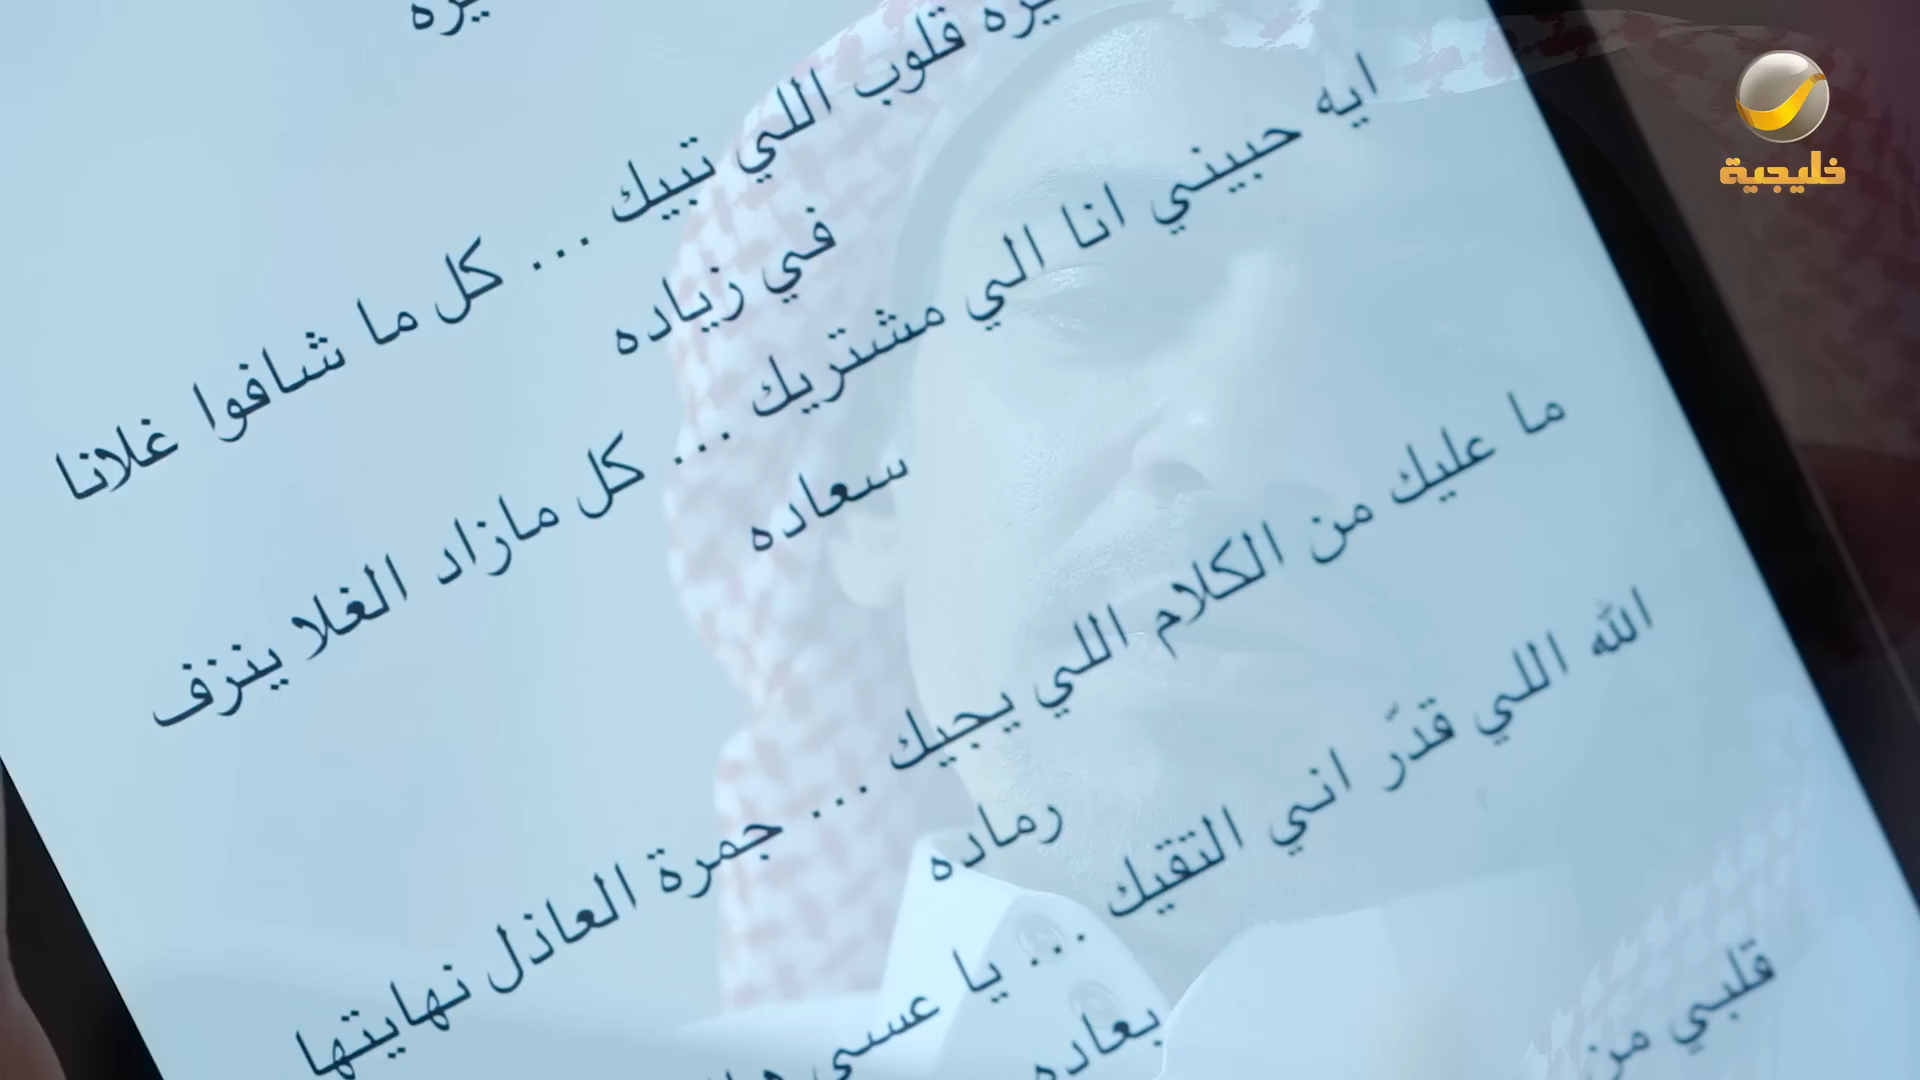 خليجية
قلوب اللي تبيك ... كل ما شافوا غلانا
في زياده
ايه حبيني انا الي مشتريك ... كل مازاد الغلا ينزف
سعاده
ما عليك من الكلام اللي يجيك ... جمرة العاذل نهايتها
رماده
الله اللي قدّر اني التقيك ... يا عسى
بعاده
قلبي من